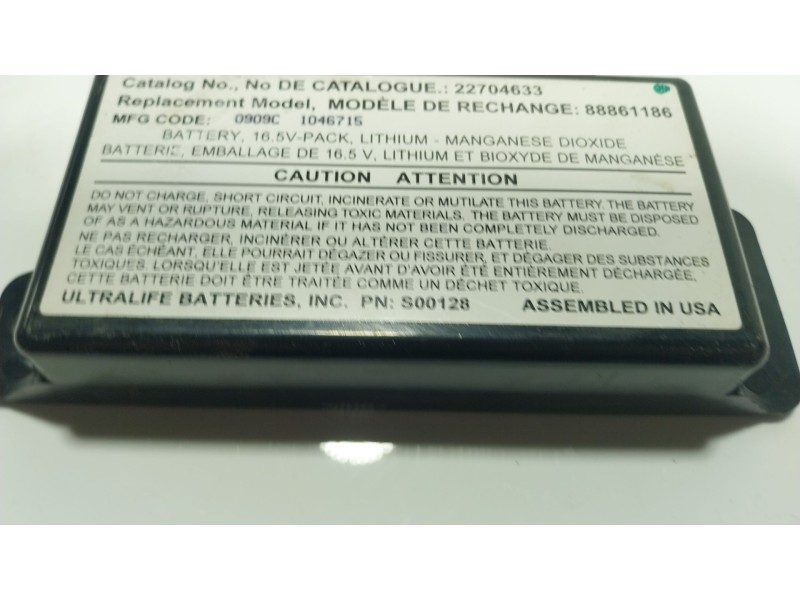 Catalog No., No DE CATALOGUE.: 22704633
Replacement Model, MODÈLE DE RECHANGE: 88861186
MFG CODE: 0909C 1046715
BATTERY, 16.5V-PACK, LITHIUM - MANGANESE DIOXIDE
BATTERIE, EMBALLAGE DE 16.5 V, LITHIUM ET BIOXYDE DE MANGANÈSE
CAUTION ATTENTION
DO NOT CHARGE, SHORT CIRCUIT, INCINERATE OR MUTILATE THIS BATTERY. THE BATTERY
MAY VENT OR RUPTURE, RELEASING TOXIC MATERIALS. THE BATTERY MUST BE DISPOSED
OF AS A HAZARDOUS MATERIAL IF IT HAS NOT BEEN COMPLETELY DISCHARGED.
NE PAS RECHARGER, INCINÉRER OU ALTÉRER CETTE BATTERIE.
LE CAS ÉCHÉANT, ELLE POURRAIT DÉGAZER OU FISSURER, ET DÉGAGER DES SUBSTANCES
TOXIQUES. LORSQU'ELLE EST JETÉE AVANT D'AVOIR ÉTÉ ENTIÈREMENT DÉCHARGÉE,
CETTE BATTERIE DOIT ÊTRE TRAITÉE COMME UN DÉCHET TOXIQUE.
ULTRALIFE BATTERIES, INC. PN: S00128 ASSEMBLED IN USA